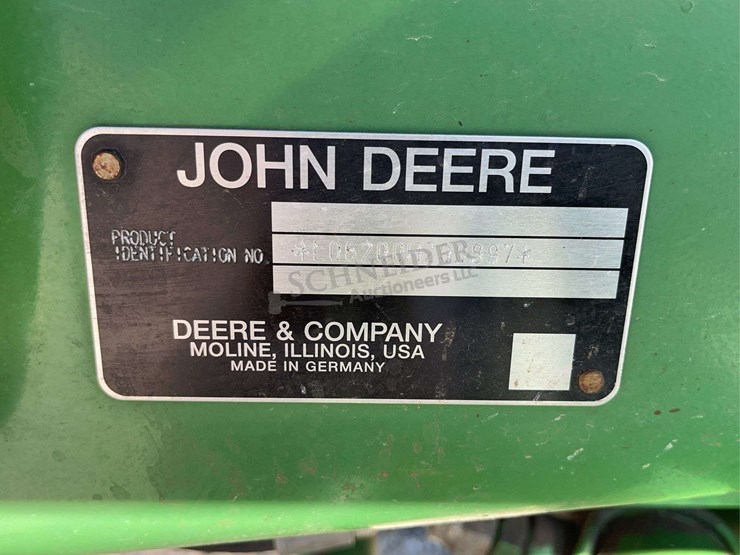 JOHN DEERE
PRODUCT
IDENTIFICATION NO.
SCHNEIDER
Auctioneers LLC
DEERE & COMPANY
MOLINE, ILLINOIS, USA
MADE IN GERMANY